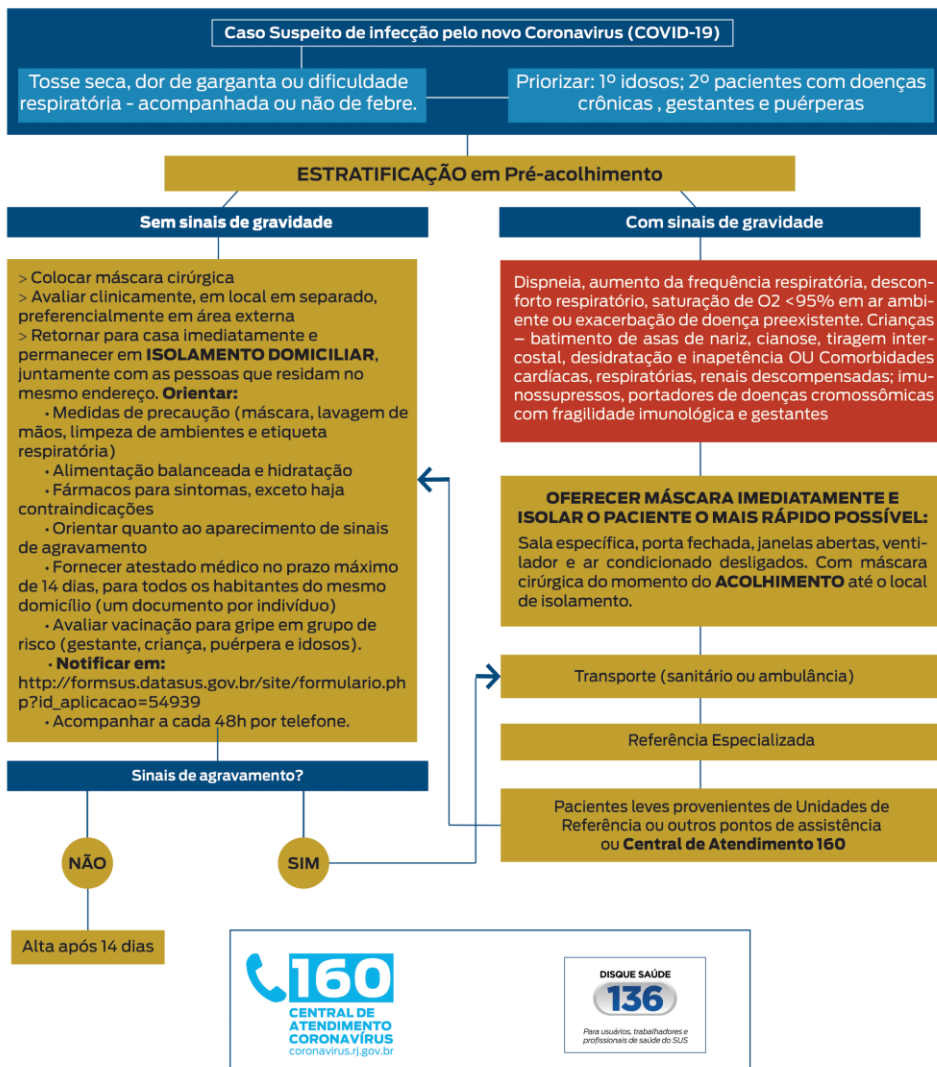 Caso Suspeito de infecção pelo novo Coronavirus (COVID-19)
Tosse seca, dor de garganta ou dificuldade
respiratória - acompanhada ou não de febre.
Priorizar: 1º idosos; 2º pacientes com doenças
crônicas , gestantes e puérperas
ESTRATIFICAÇÃO em Pré-acolhimento
Sem sinais de gravidade
> Colocar máscara cirúrgica
> Avaliar clinicamente, em local em separado,
preferencialmente em área externa
> Retornar para casa imediatamente e
permanecer em ISOLAMENTO DOMICILIAR,
juntamente com as pessoas que residam no
mesmo endereço. Orientar:
• Medidas de precaução (máscara, lavagem de
mãos, limpeza de ambientes e etiqueta
respiratória)
• Alimentação balanceada e hidratação
• Fármacos para sintomas, exceto haja
contraindicações
• Orientar quanto ao aparecimento de sinais
de agravamento
• Fornecer atestado médico no prazo máximo
de 14 dias, para todos os habitantes do mesmo
domicílio (um documento por indivíduo)
• Avaliar vacinação para gripe em grupo de
risco (gestante, criança, puérpera e idosos).
• Notificar em:
http://formsus.datasus.gov.br/site/formulario.ph
p?id_aplicacao=54939
• Acompanhar a cada 48h por telefone.
Sinais de agravamento?
NÃO
SIM
Alta após 14 dias
Com sinais de gravidade
Dispneia, aumento da frequência respiratória, descon-
forto respiratório, saturação de O2 <95% em ar ambi-
ente ou exacerbação de doença preexistente. Crianças
– batimento de asas de nariz, cianose, tiragem inter-
costal, desidratação e inapetência OU Comorbidades
cardíacas, respiratórias, renais descompensadas; imu-
nossupressos, portadores de doenças cromossômicas
com fragilidade imunológica e gestantes
OFERECER MÁSCARA IMEDIATAMENTE E
ISOLAR O PACIENTE O MAIS RÁPIDO POSSÍVEL:
Sala específica, porta fechada, janelas abertas, venti-
lador e ar condicionado desligados. Com máscara
cirúrgica do momento do ACOLHIMENTO até o local
de isolamento.
Transporte (sanitário ou ambulância)
Referência Especializada
Pacientes leves provenientes de Unidades de
Referência ou outros pontos de assistência
ou Central de Atendimento 160
160
CENTRAL DE
ATENDIMENTO
CORONAVÍRUS
coronavirus.rj.gov.br
DISQUE SAÚDE
136
Para usuários, trabalhadores e
profissionais de saúde do SUS